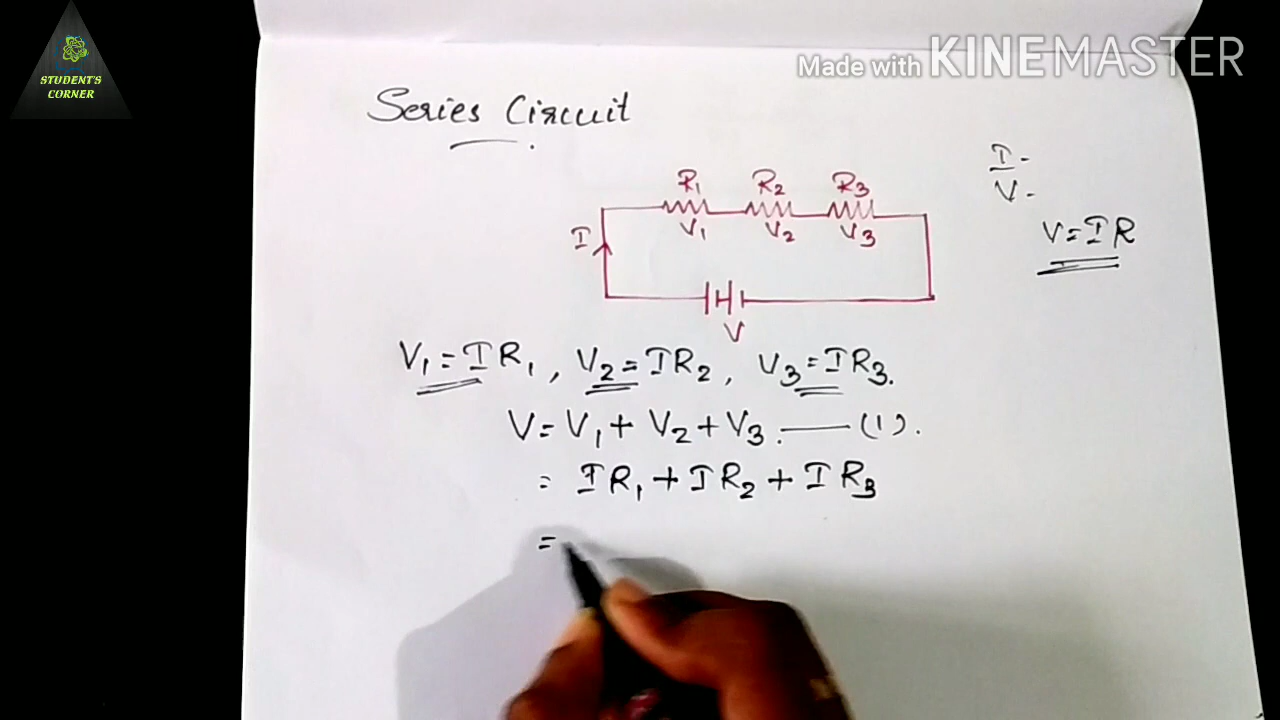 STUDENT'S
CORNER
Made with KINEMASTER
Series Circuit
I -
V -
V = IR
R1 R2 R3
V1 V2 V3
I
V
V1 = IR1, V2 = IR2, V3 = IR3.
V = V1 + V2 + V3. — (1).
= IR1 + IR2 + IR3
=